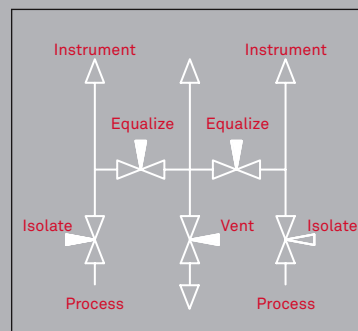 Instrument
Instrument
Equalize
Equalize
Isolate
Vent
Isolate
Process
Process